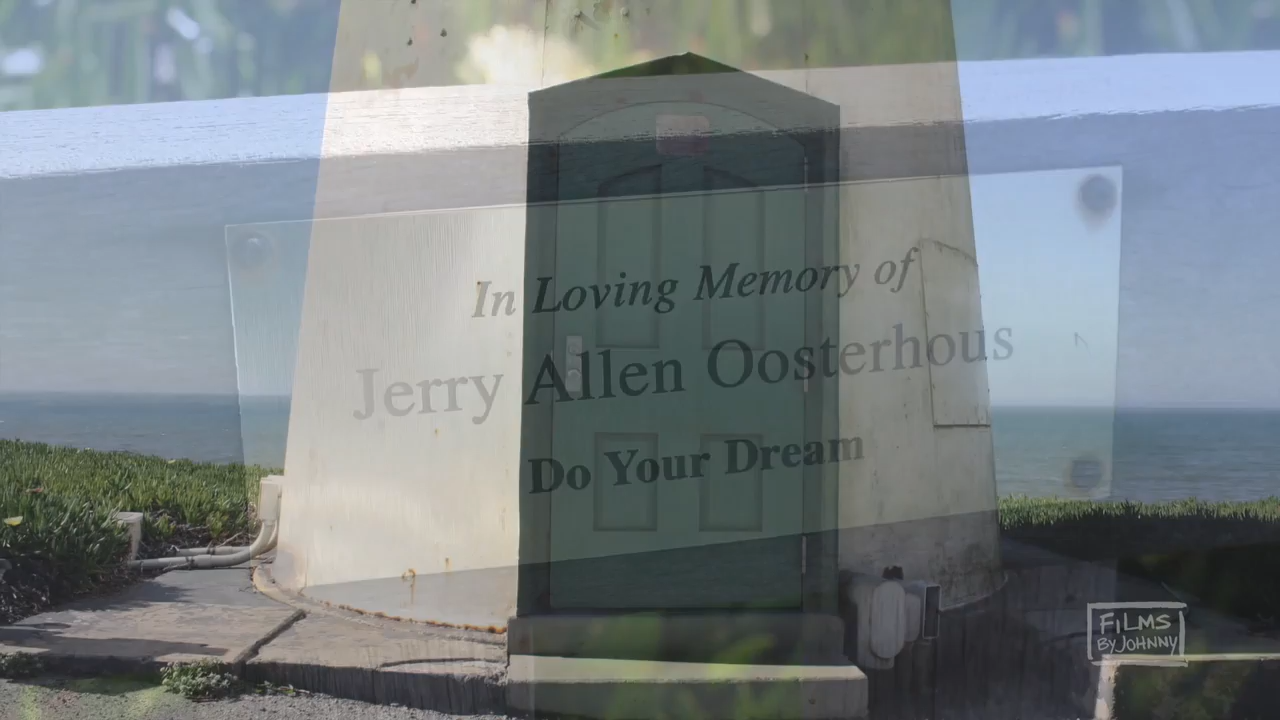 In Loving Memory of
Jerry Allen Oosterhous
Do Your Dream
FILMS
BY JOHNNY